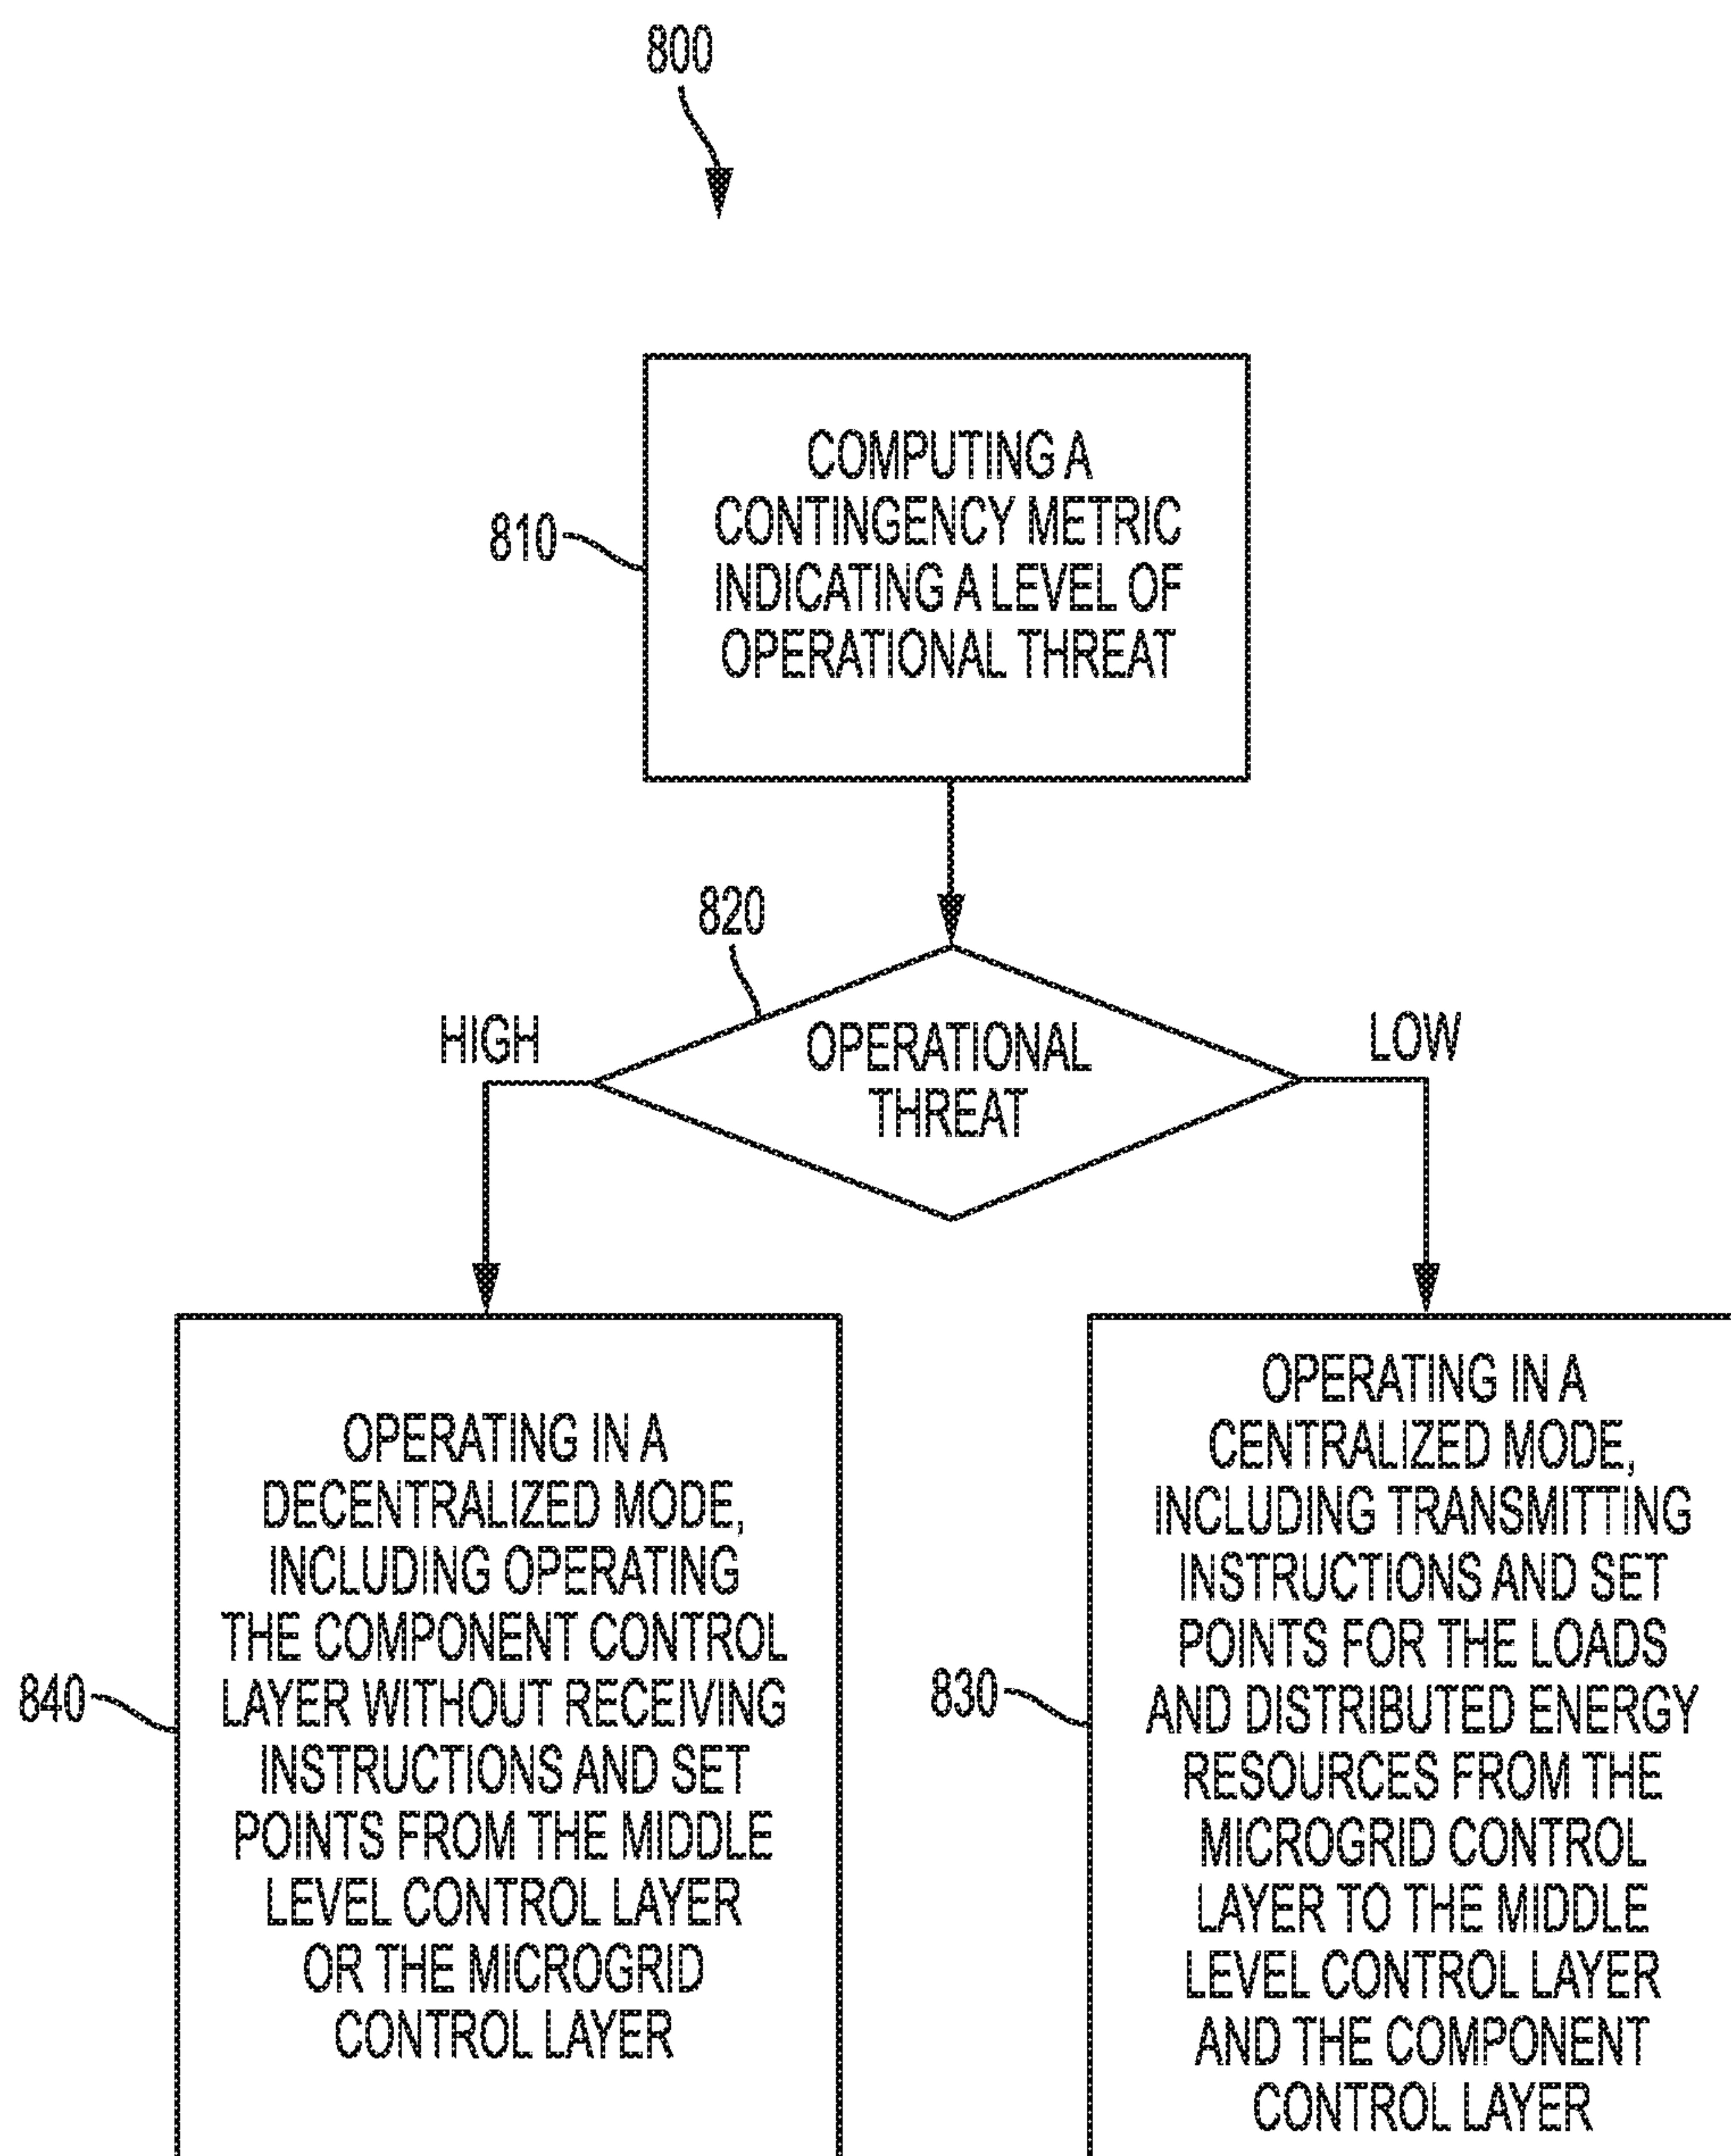 800
810
COMPUTING A
CONTINGENCY METRIC
INDICATING A LEVEL OF
OPERATIONAL THREAT
820
HIGH
OPERATIONAL
THREAT
LOW
840
OPERATING IN A
DECENTRALIZED MODE,
INCLUDING OPERATING
THE COMPONENT CONTROL
LAYER WITHOUT RECEIVING
INSTRUCTIONS AND SET
POINTS FROM THE MIDDLE
LEVEL CONTROL LAYER
OR THE MICROGRID
CONTROL LAYER
830
OPERATING IN A
CENTRALIZED MODE,
INCLUDING TRANSMITTING
INSTRUCTIONS AND SET
POINTS FOR THE LOADS
AND DISTRIBUTED ENERGY
RESOURCES FROM THE
MICROGRID CONTROL
LAYER TO THE MIDDLE
LEVEL CONTROL LAYER
AND THE COMPONENT
CONTROL LAYER